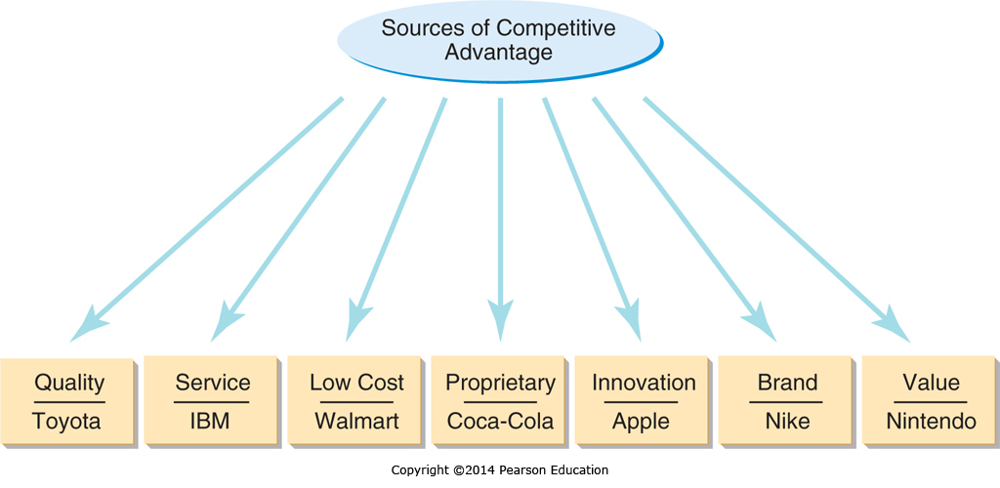 Sources of Competitive
Advantage
Quality
Toyota
Service
IBM
Low Cost
Walmart
Proprietary
Coca-Cola
Innovation
Apple
Brand
Nike
Value
Nintendo
Copyright ©2014 Pearson Education